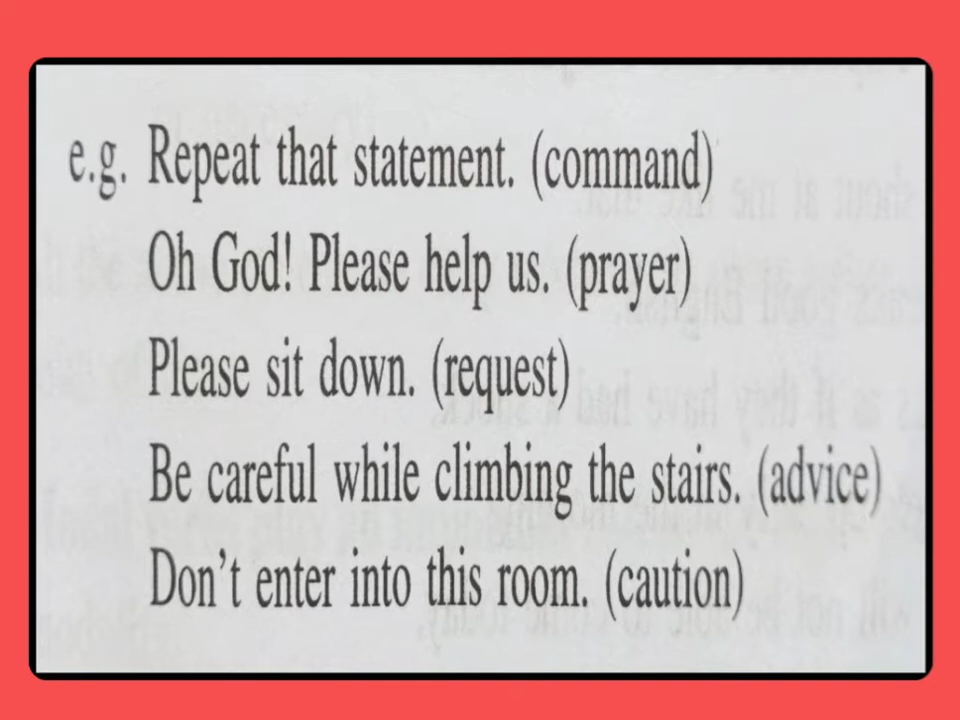 e.g. Repeat that statement. (command)
Oh God! Please help us. (prayer)
Please sit down. (request)
Be careful while climbing the stairs. (advice)
Don't enter into this room. (caution)